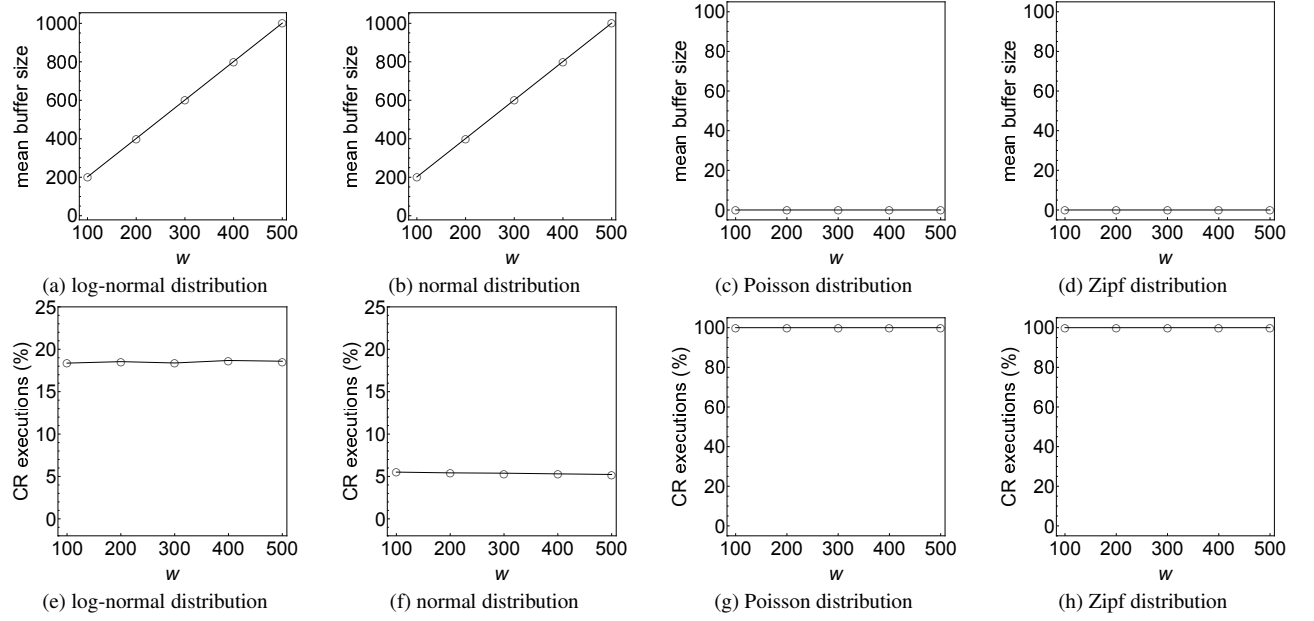 1000
800
600
400
200
0
mean buffer size
100 200 300 400 500
w
(a) log-normal distribution
1000
800
600
400
200
0
mean buffer size
100 200 300 400 500
w
(b) normal distribution
100
80
60
40
20
0
mean buffer size
100 200 300 400 500
w
(c) Poisson distribution
100
80
60
40
20
0
mean buffer size
100 200 300 400 500
w
(d) Zipf distribution
25
20
15
10
5
0
CR executions (%)
100 200 300 400 500
w
(e) log-normal distribution
25
20
15
10
5
0
CR executions (%)
100 200 300 400 500
w
(f) normal distribution
100
80
60
40
20
0
CR executions (%)
100 200 300 400 500
w
(g) Poisson distribution
100
80
60
40
20
0
CR executions (%)
100 200 300 400 500
w
(h) Zipf distribution